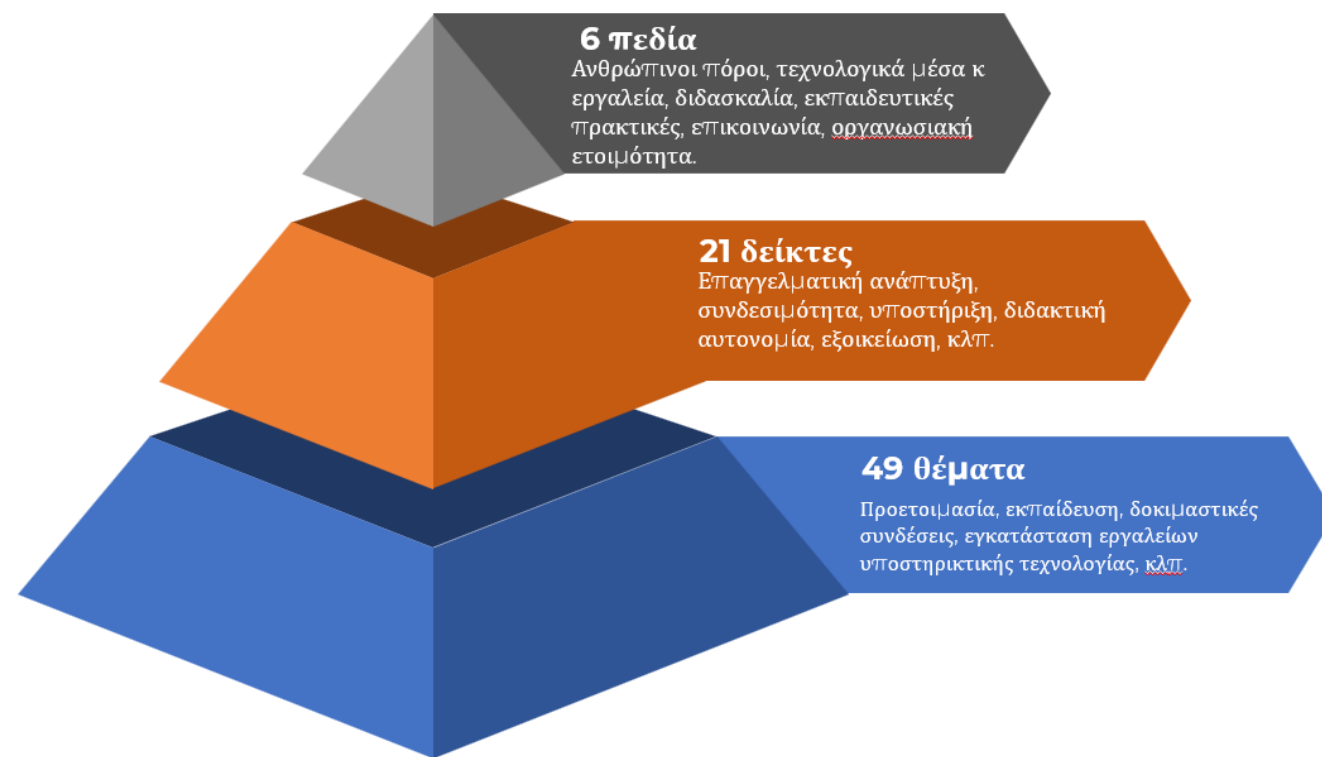 6 πεδία
Ανθρώπινοι πόροι, τεχνολογικά μέσα κ
εργαλεία, διδασκαλία, εκπαιδευτικές
πρακτικές, επικοινωνία, οργανωσιακή
ετοιμότητα.
21 δείκτες
Επαγγελματική ανάπτυξη,
συνδεσιμότητα, υποστήριξη, διδακτική
αυτονομία, εξοικείωση, κλπ.
49 θέματα
Προετοιμασία, εκπαίδευση, δοκιμαστικές
συνδέσεις, εγκατάσταση εργαλείων
υποστηρικτικής τεχνολογίας, κλπ.